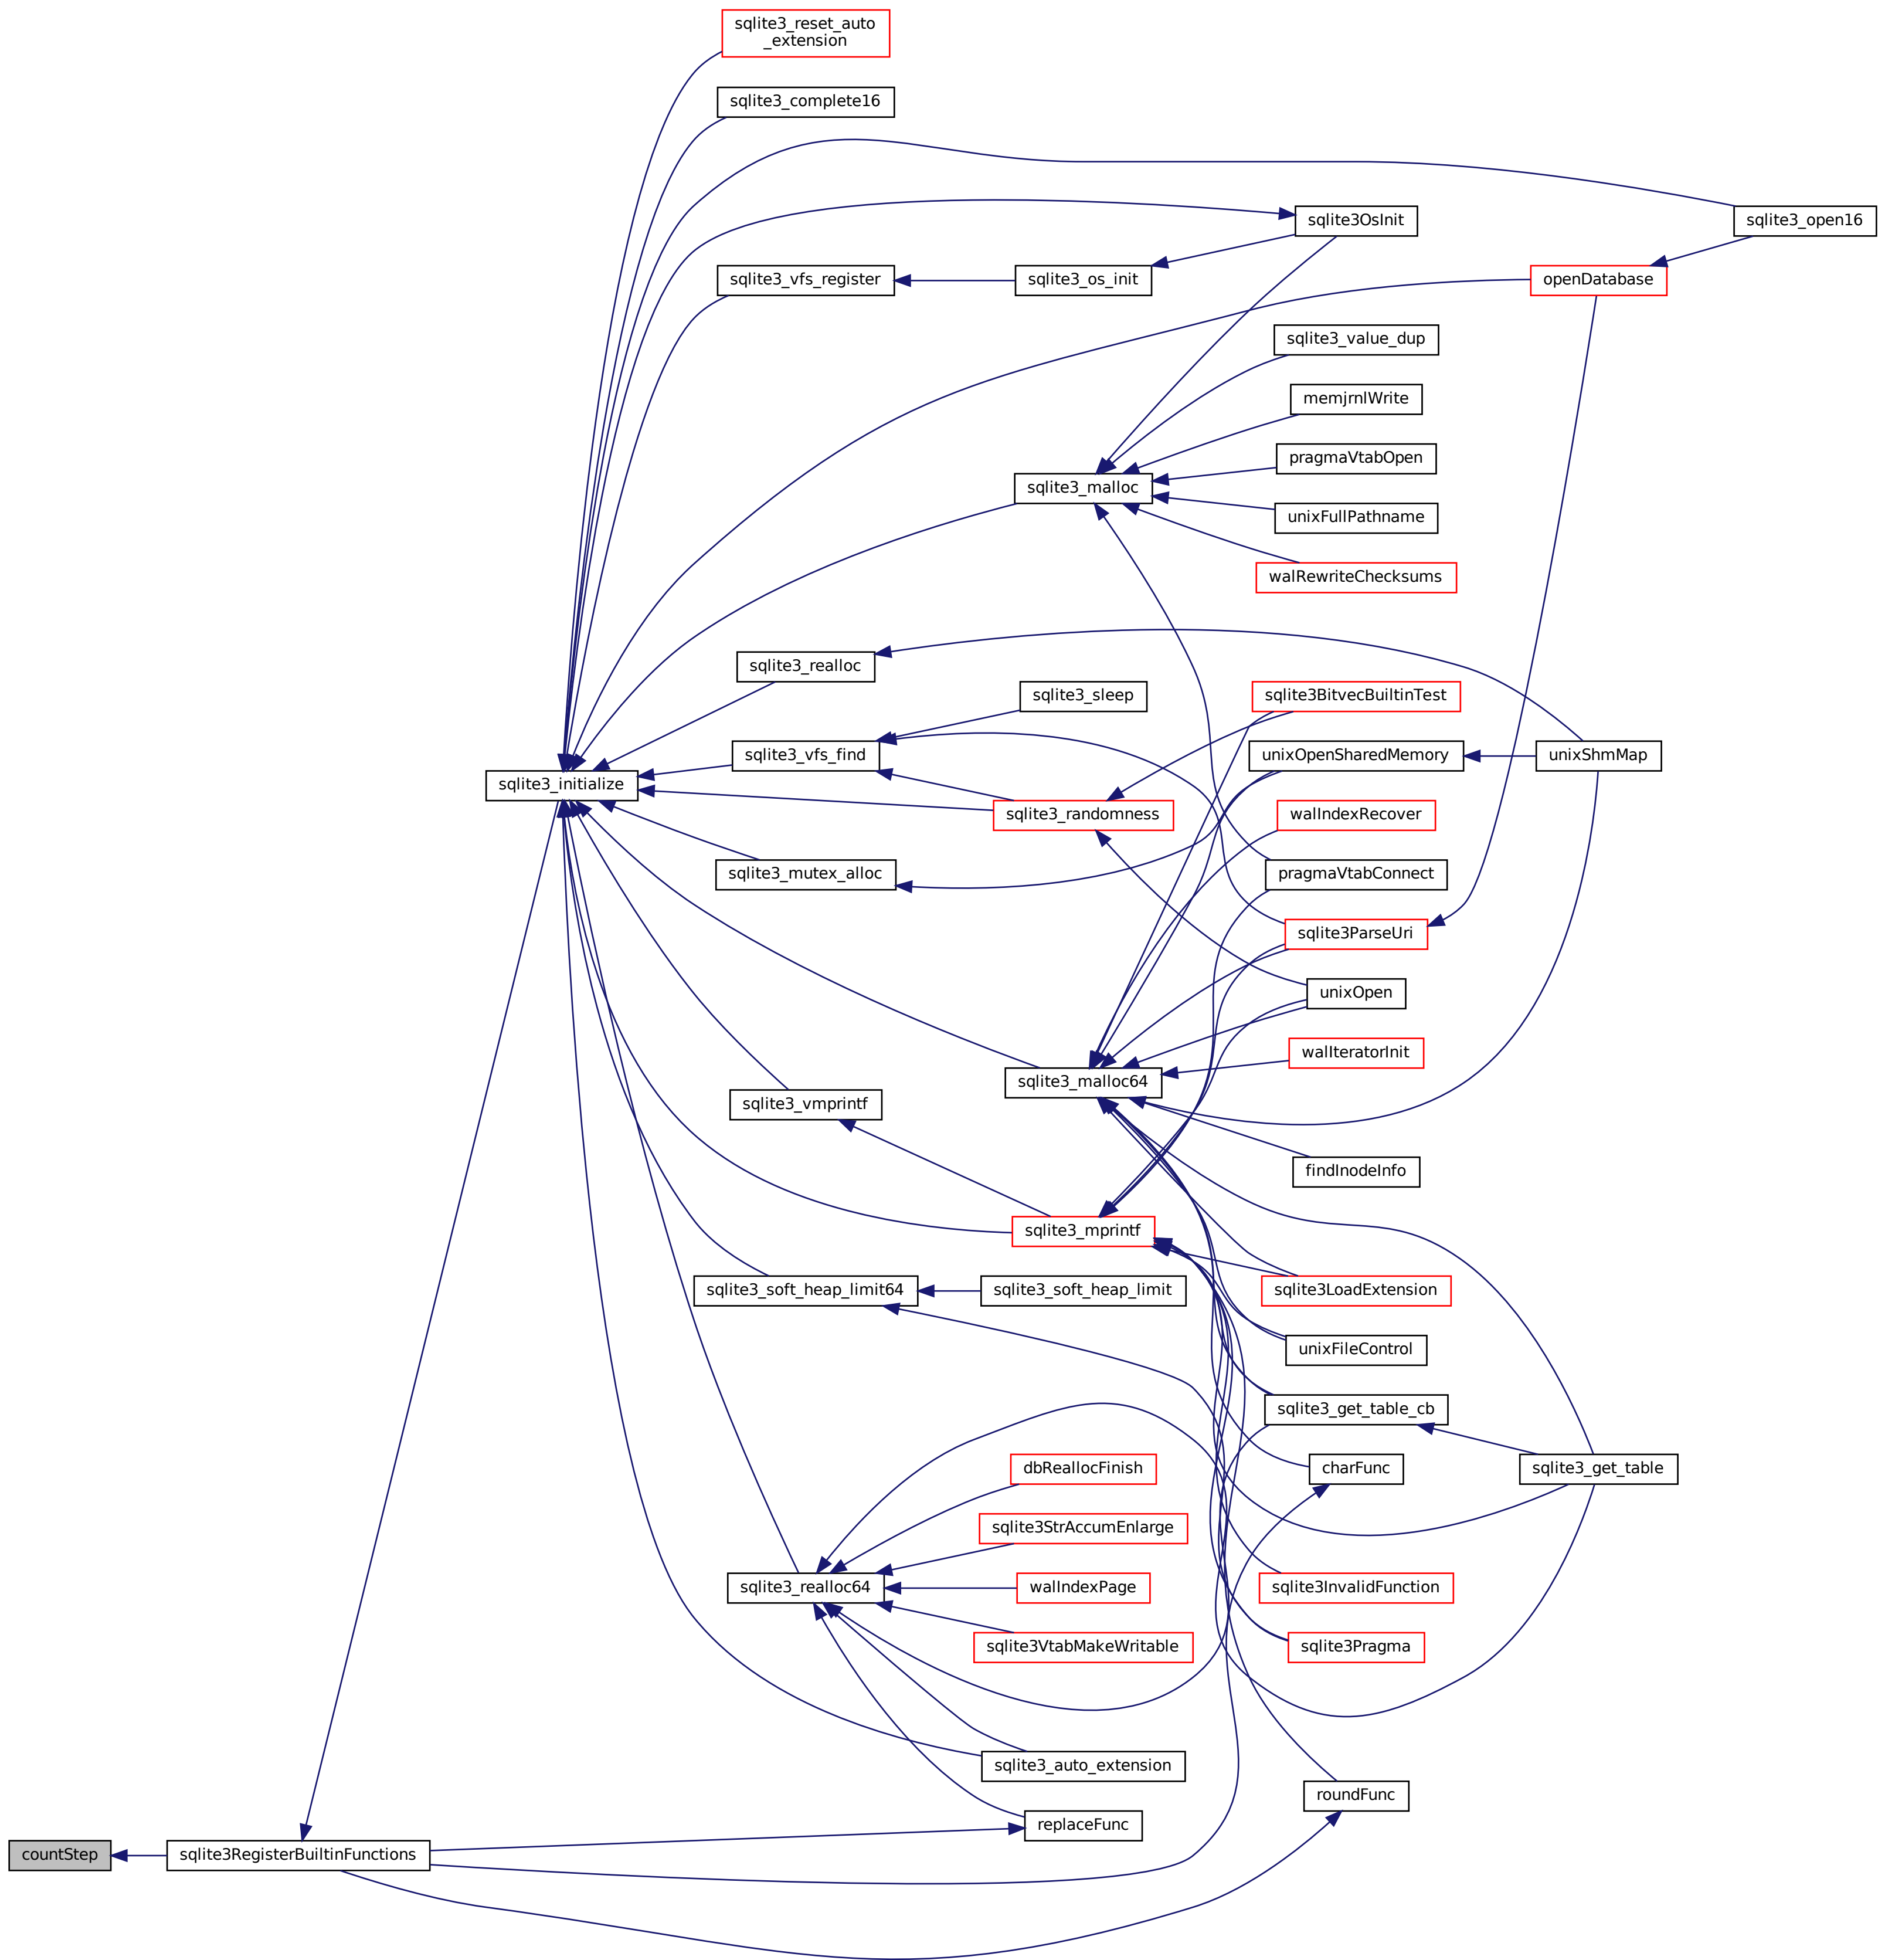 sqlite3_reset_auto
_extension
sqlite3_complete16
sqlite3OsInit
sqlite3_open16
sqlite3_vfs_register
sqlite3_os_init
openDatabase
sqlite3_value_dup
memjrnlWrite
pragmaVtabOpen
sqlite3_malloc
unixFullPathname
walRewriteChecksums
sqlite3_realloc
sqlite3_sleep
sqlite3BitvecBuiltinTest
sqlite3_vfs_find
unixOpenSharedMemory
unixShmMap
sqlite3_initialize
sqlite3_randomness
walIndexRecover
sqlite3_mutex_alloc
pragmaVtabConnect
sqlite3ParseUri
unixOpen
walIteratorInit
sqlite3_malloc64
sqlite3_vmprintf
findInodeInfo
sqlite3_mprintf
sqlite3_soft_heap_limit64
sqlite3_soft_heap_limit
sqlite3LoadExtension
unixFileControl
sqlite3_get_table_cb
dbReallocFinish
charFunc
sqlite3_get_table
sqlite3StrAccumEnlarge
sqlite3_realloc64
walIndexPage
sqlite3InvalidFunction
sqlite3VtabMakeWritable
sqlite3Pragma
sqlite3_auto_extension
roundFunc
replaceFunc
countStep
sqlite3RegisterBuiltinFunctions